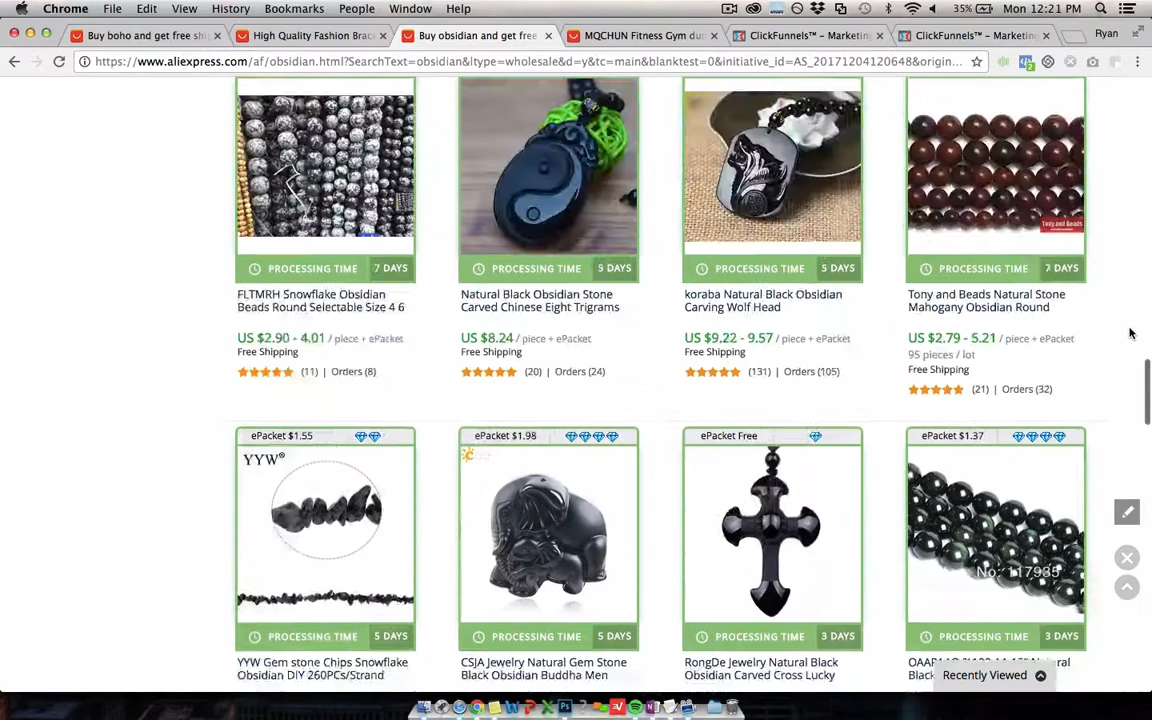 Chrome File Edit View History Bookmarks People Window Help 35% Mon 12:21 PM
Buy boho and get free shi High Quality Fashion Brace Buy obsidian and get free MQCHUN Fitness Gym dum ClickFunnels™ – Marketing ClickFunnels™ – Marketing Ryan
https://www.aliexpress.com/af/obsidian.html?SearchText=obsidian&ltype=wholesale&d=y&tc=main&blanktest=0&initiative_id=AS_20171204120648&origin...
Tony and Beads
PROCESSING TIME 7 DAYS PROCESSING TIME 5 DAYS PROCESSING TIME 5 DAYS PROCESSING TIME 7 DAYS
FLTMRH Snowflake Obsidian
Beads Round Selectable Size 4 6
US $2.90 - 4.01 / piece + ePacket
Free Shipping
(11) | Orders (8)
Natural Black Obsidian Stone
Carved Chinese Eight Trigrams
US $8.24 / piece + ePacket
Free Shipping
(20) | Orders (24)
koraba Natural Black Obsidian
Carving Wolf Head
US $9.22 - 9.57 / piece + ePacket
Free Shipping
(131) | Orders (105)
Tony and Beads Natural Stone
Mahogany Obsidian Round
US $2.79 - 5.21 / piece + ePacket
95 pieces / lot
Free Shipping
(21) | Orders (32)
ePacket $1.55 ePacket $1.98 ePacket Free ePacket $1.37
YYW®
No: 117935
PROCESSING TIME 5 DAYS PROCESSING TIME 5 DAYS PROCESSING TIME 3 DAYS PROCESSING TIME 3 DAYS
YYW Gem stone Chips Snowflake
Obsidian DIY 260PCs/Strand
CSJA Jewelry Natural Gem Stone
Black Obsidian Buddha Men
RongDe Jewelry Natural Black
Obsidian Carved Cross Lucky
Recently Viewed